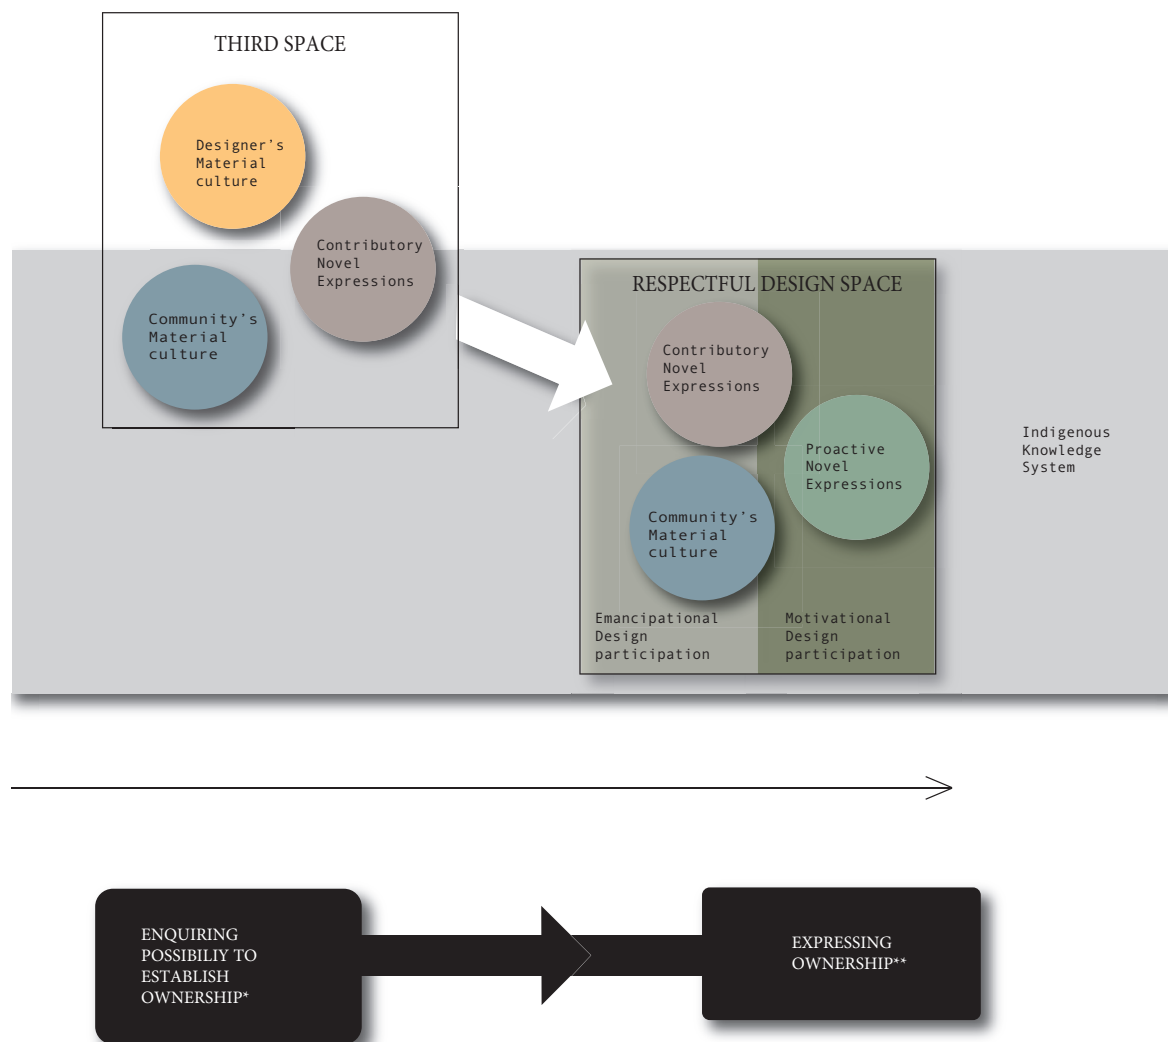 THIRD SPACE
Designer's
Material
culture
Contributory
Novel
Expressions
Community's
Material
culture
RESPECTFUL DESIGN SPACE
Contributory
Novel
Expressions
Proactive
Novel
Expressions
Community's
Material
culture
Emancipational
Design
participation
Motivational
Design
participation
Indigenous
Knowledge
System
ENQUIRING
POSSIBILIY TO
ESTABLISH
OWNERSHIP*
EXPRESSING
OWNERSHIP**